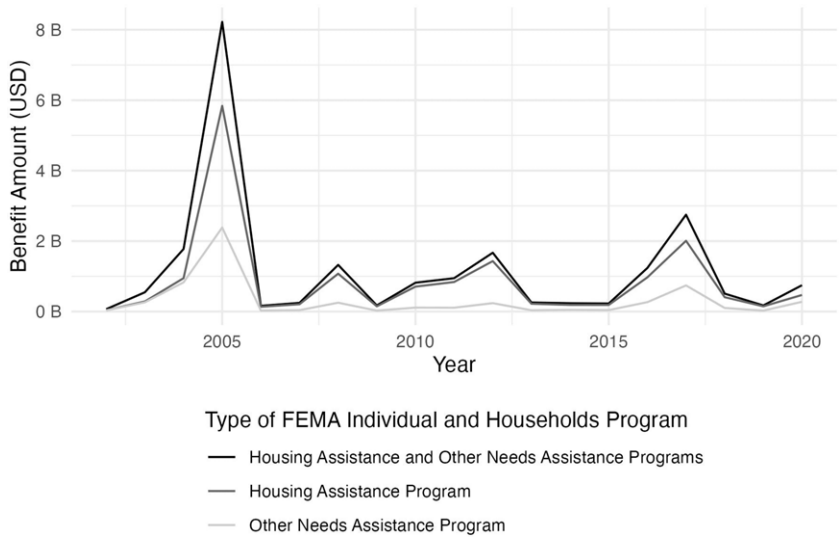 8 B
6 B
4 B
2 B
0 B
Benefit Amount (USD)
2005 2010 2015 2020
Year
Type of FEMA Individual and Households Program
Housing Assistance and Other Needs Assistance Programs
Housing Assistance Program
Other Needs Assistance Program